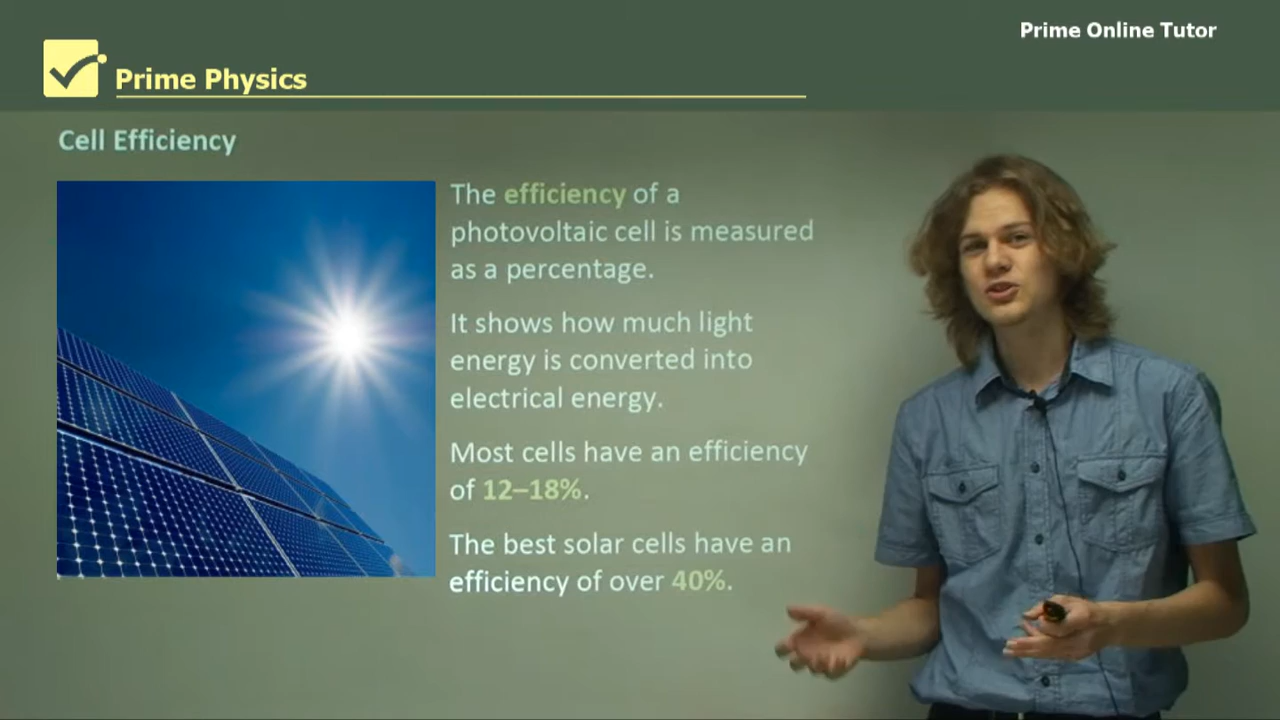 Prime Online Tutor
Prime Physics
Cell Efficiency
The efficiency of a
photovoltaic cell is measured
as a percentage.
It shows how much light
energy is converted into
electrical energy.
Most cells have an efficiency
of 12–18%.
The best solar cells have an
efficiency of over 40%.